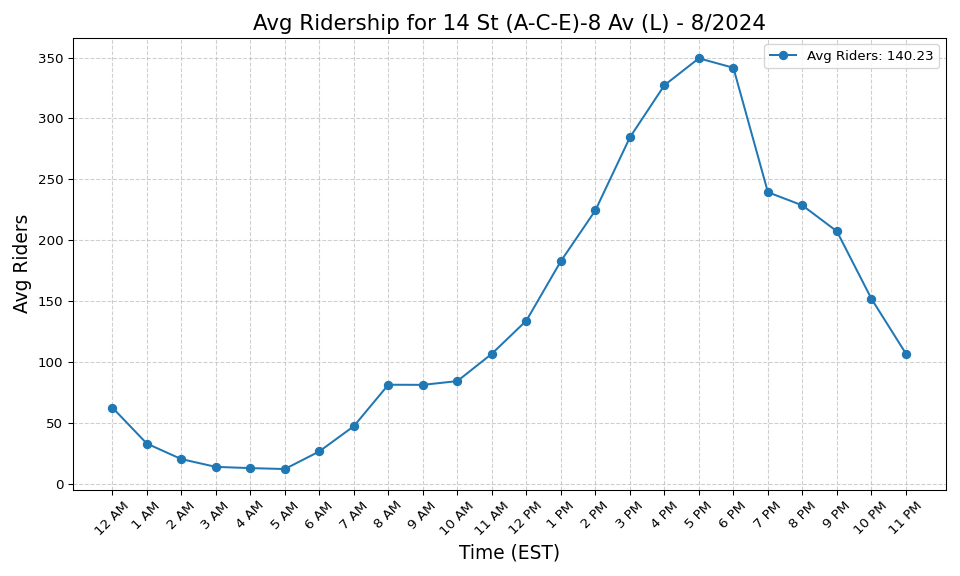 Avg Ridership for 14 St (A-C-E)-8 Av (L) - 8/2024
Avg Riders: 140.23
Avg Riders
350
300
250
200
150
100
50
0
12 AM
1 AM
2 AM
3 AM
4 AM
5 AM
6 AM
7 AM
8 AM
9 AM
10 AM
11 AM
12 PM
1 PM
2 PM
3 PM
4 PM
5 PM
6 PM
7 PM
8 PM
9 PM
10 PM
11 PM
Time (EST)